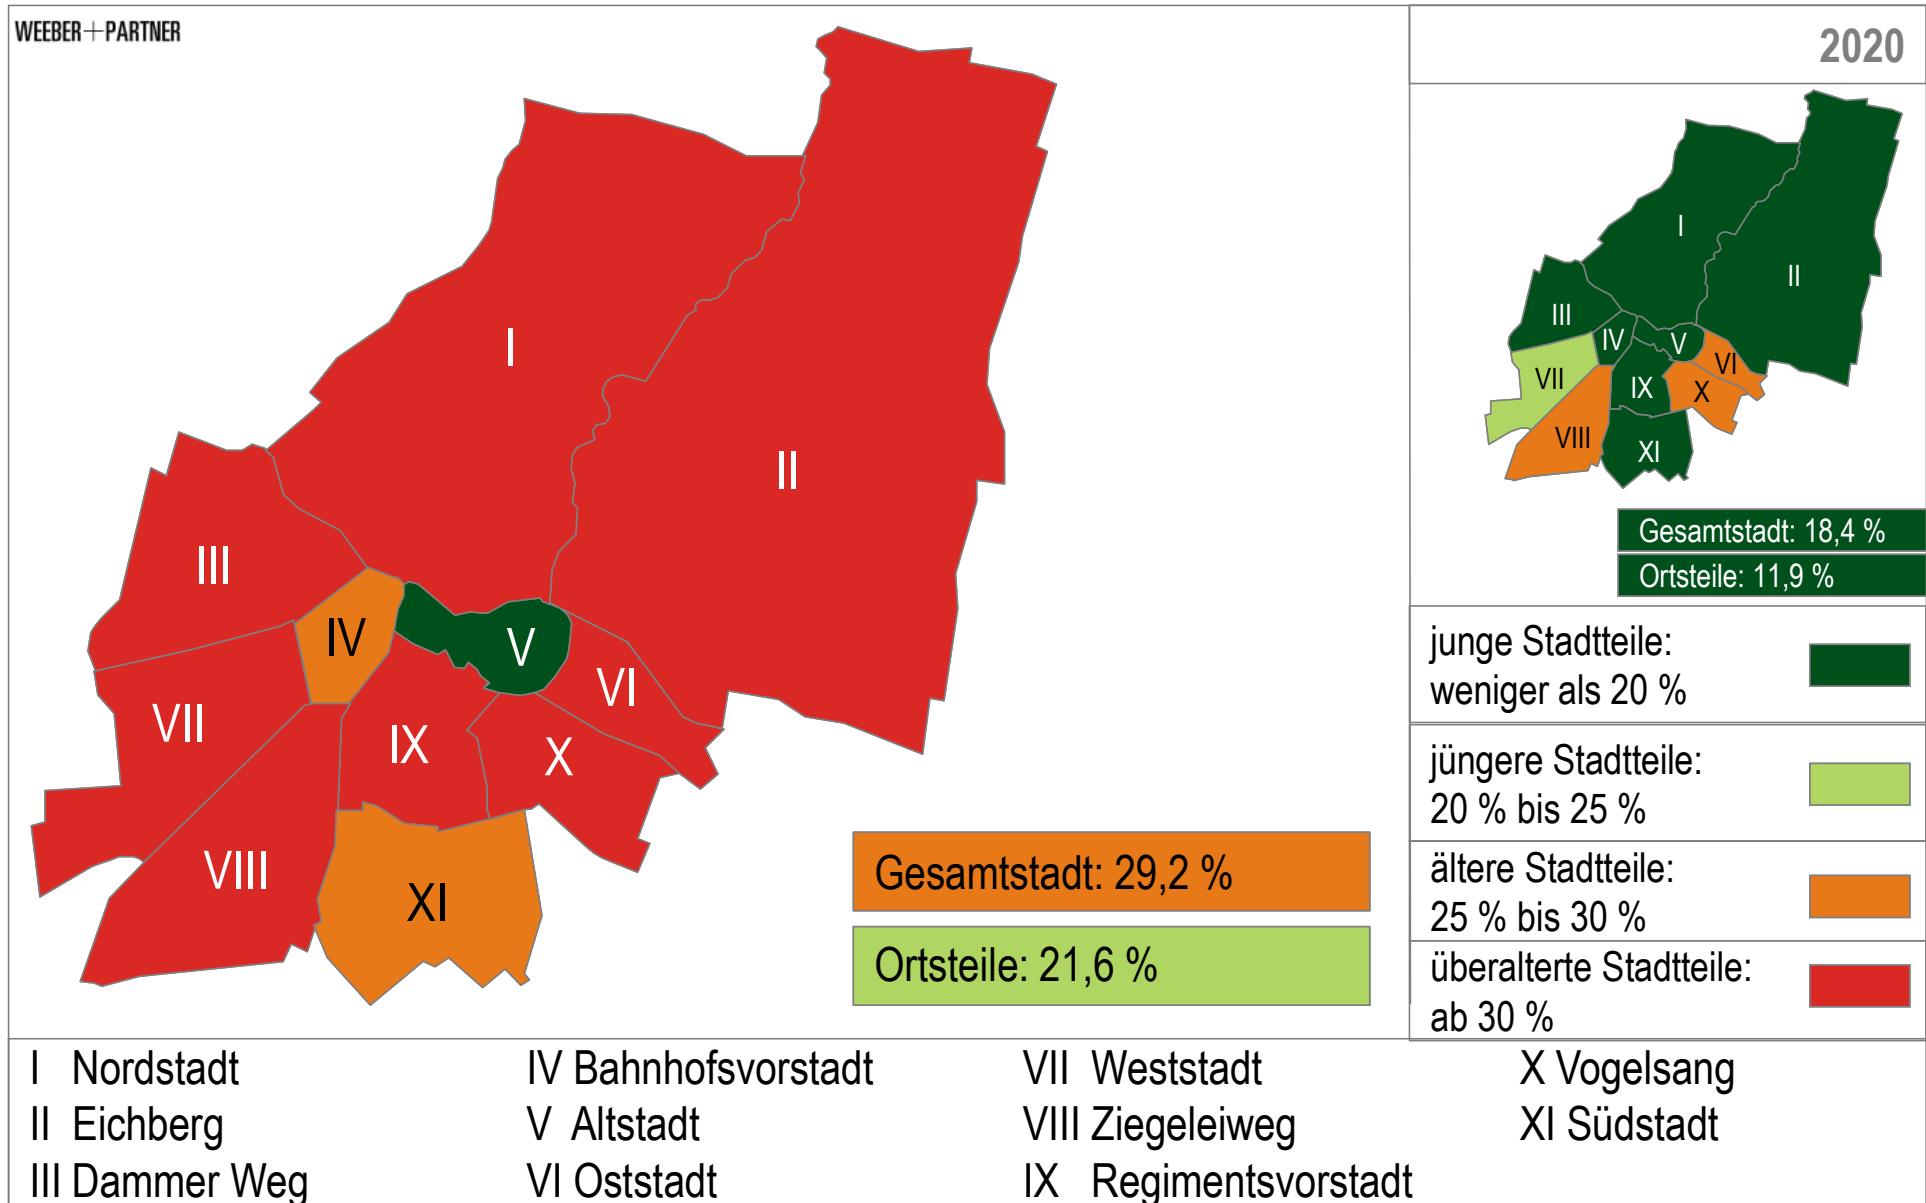 WEEBER+PARTNER
2020
I
II
III
IV
V
VI
VII
VIII
IX
X
XI
Gesamtstadt: 29,2 %
Ortsteile: 21,6 %
I
II
III
IV
V
VI
VII
VIII
IX
X
XI
Gesamtstadt: 18,4 %
Ortsteile: 11,9 %
junge Stadtteile:
weniger als 20 %
jüngere Stadtteile:
20 % bis 25 %
ältere Stadtteile:
25 % bis 30 %
überalterte Stadtteile:
ab 30 %
I Nordstadt
II Eichberg
III Dammer Weg
IV Bahnhofsvorstadt
V Altstadt
VI Oststadt
VII Weststadt
VIII Ziegeleiweg
IX Regimentsvorstadt
X Vogelsang
XI Südstadt